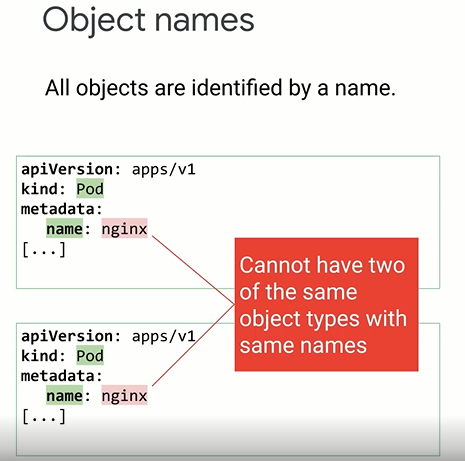 Object names
All objects are identified by a name.
apiVersion: apps/v1
kind: Pod
metadata:
name: nginx
[...]
Cannot have two
of the same
object types with
same names
apiVersion: apps/v1
kind: Pod
metadata:
name: nginx
[...]